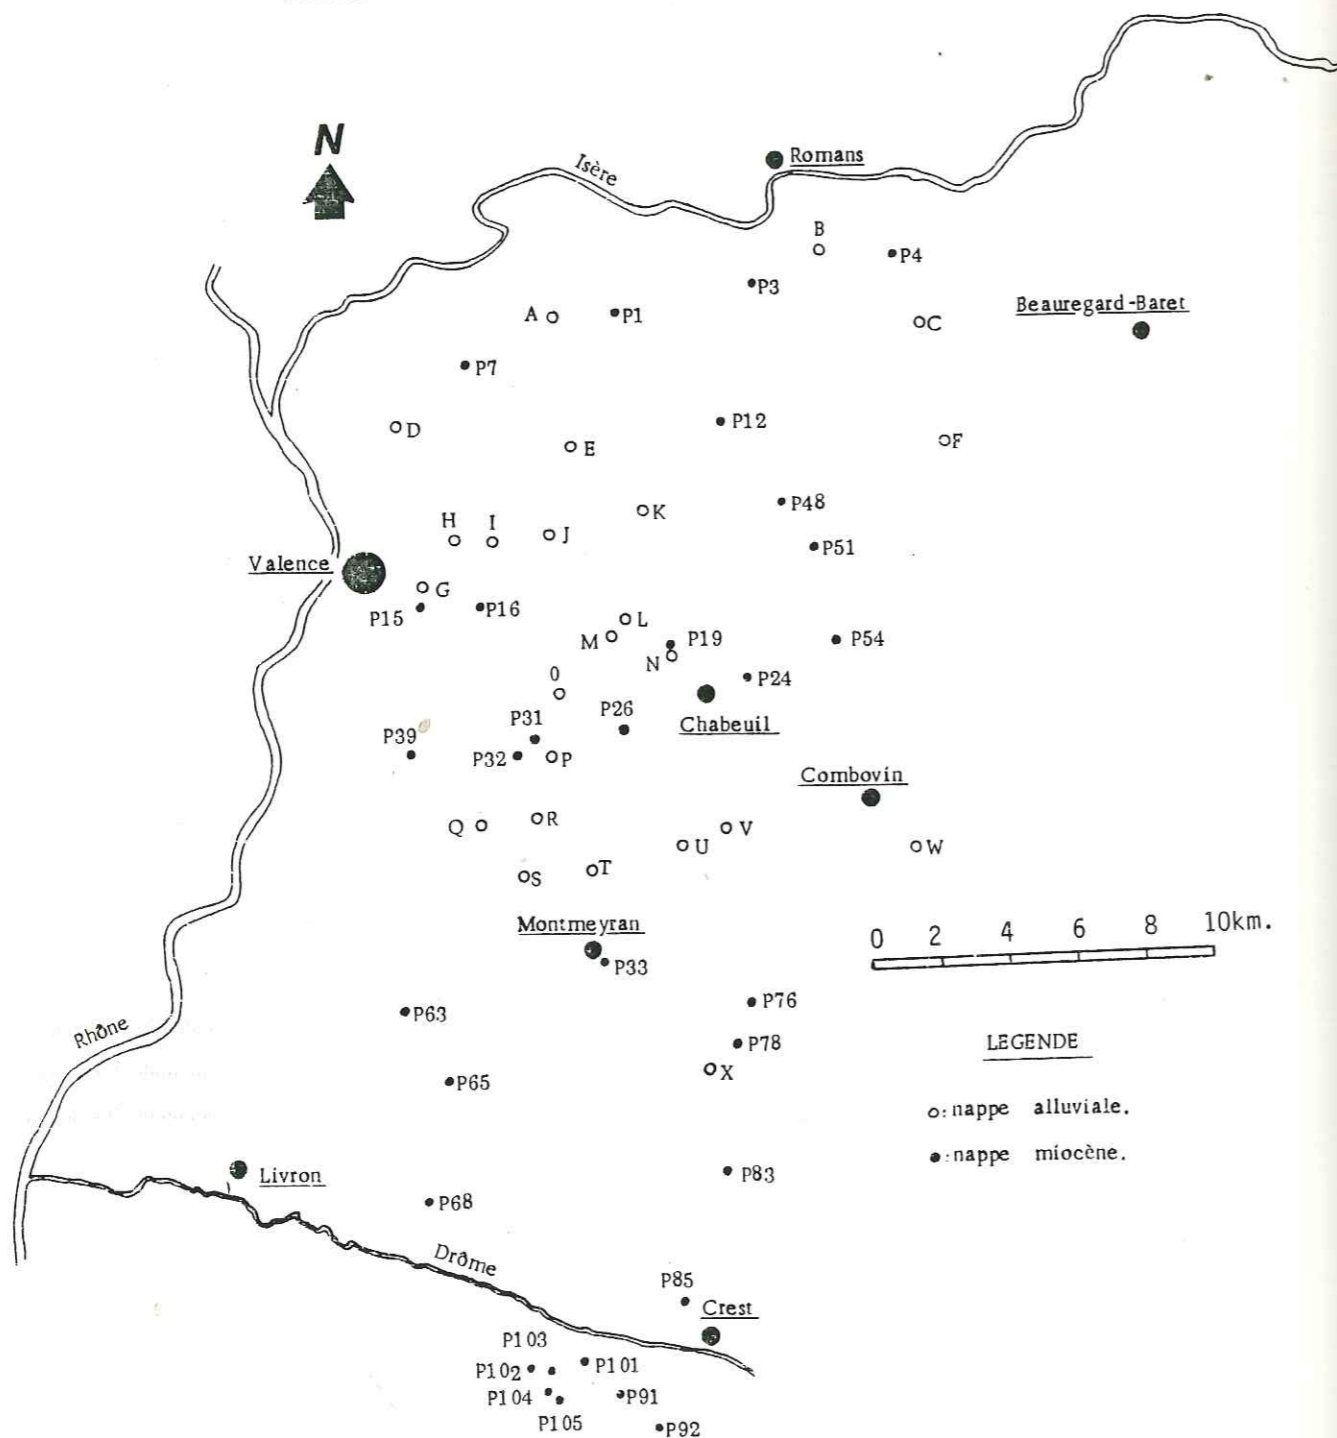 N
Isère
Romans
B
P4
P3
Beauregard-Baret
A
P1
C
P7
D
P12
E
F
K
P48
H
I
J
P51
Valence
G
P15
P16
L
M
P19
P54
N
O
P24
P31
P26
Chabeuil
P39
P32
P
Combovin
Q
R
V
U
W
S
T
Montmeyran
0 2 4 6 8 10km.
P33
P63
P76
Rhône
P78
LEGENDE
X
P65
o: nappe alluviale.
●: nappe miocène.
Livron
P83
P68
Drôme
P85
Crest
P103
P102
P101
P104
P91
P105
P92